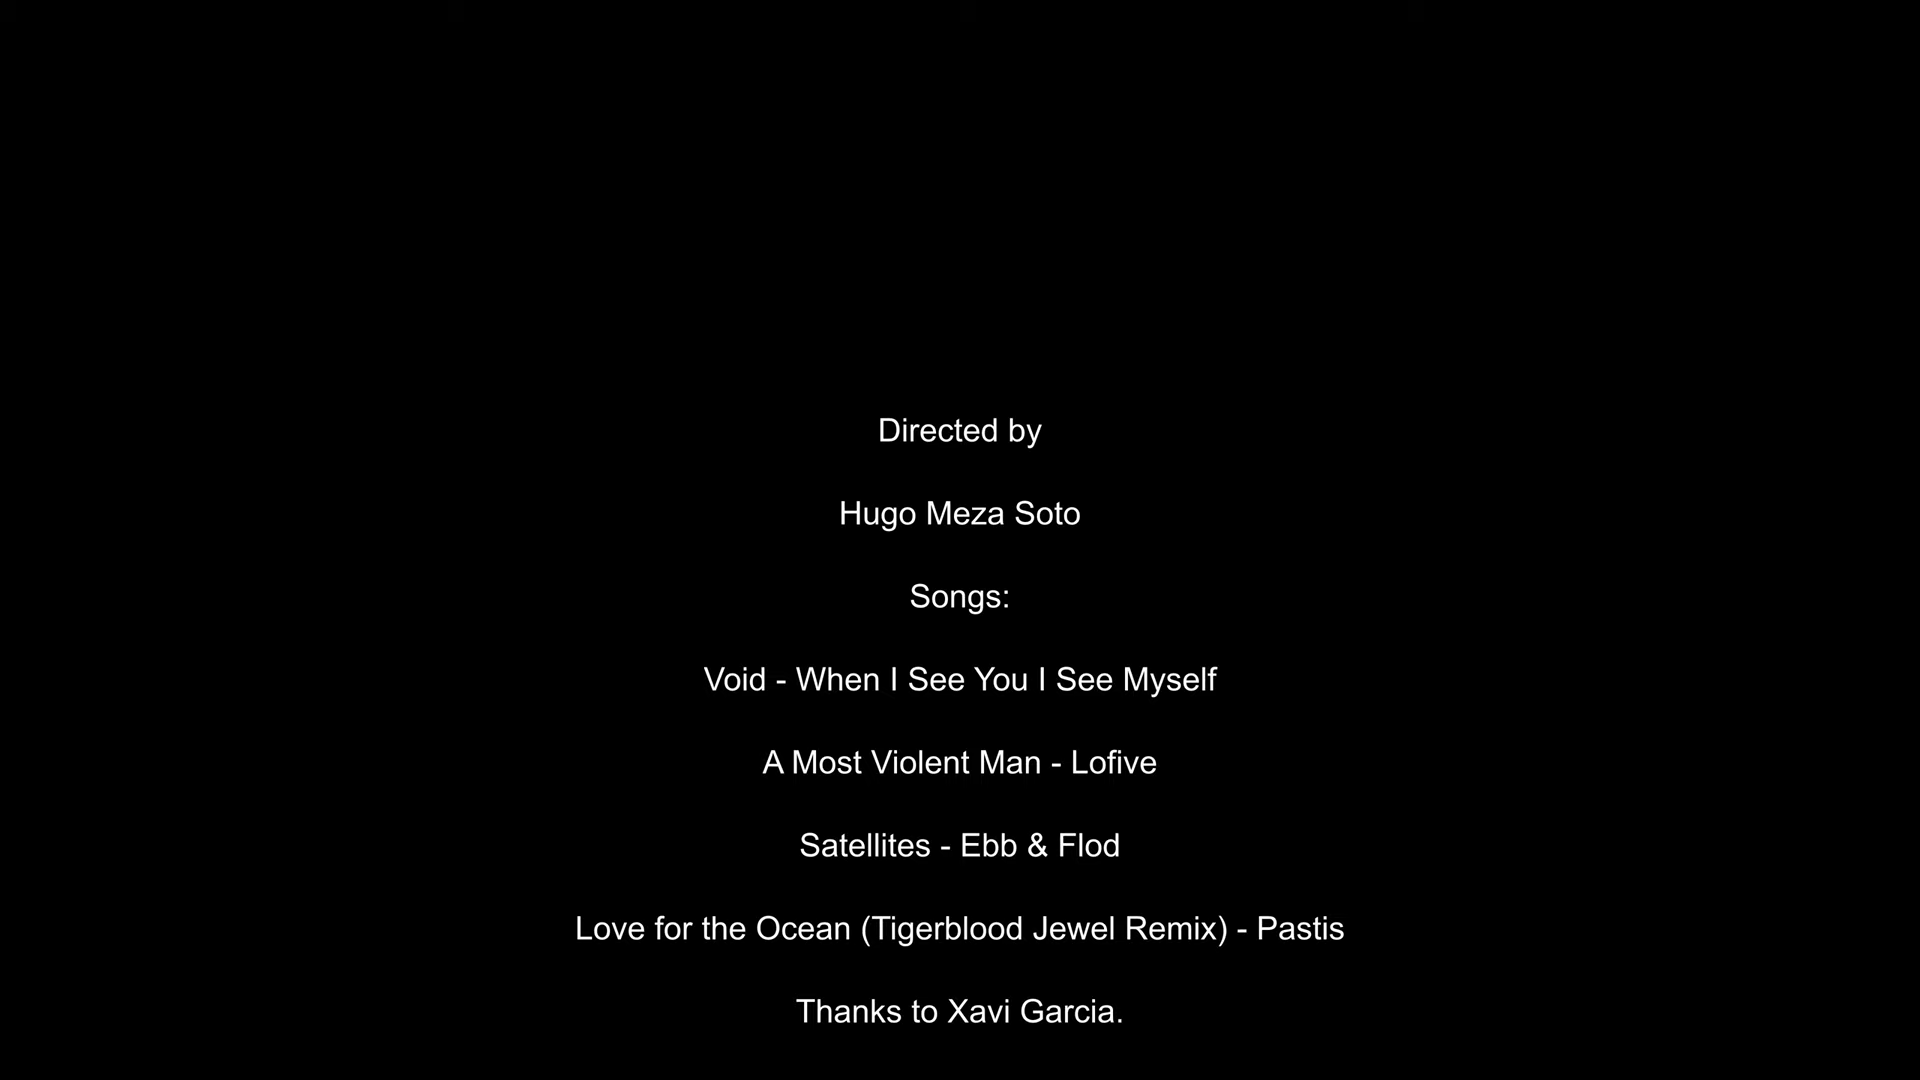 Directed by
Hugo Meza Soto
Songs:
Void - When I See You I See Myself
A Most Violent Man - Lofive
Satellites - Ebb & Flod
Love for the Ocean (Tigerblood Jewel Remix) - Pastis
Thanks to Xavi Garcia.